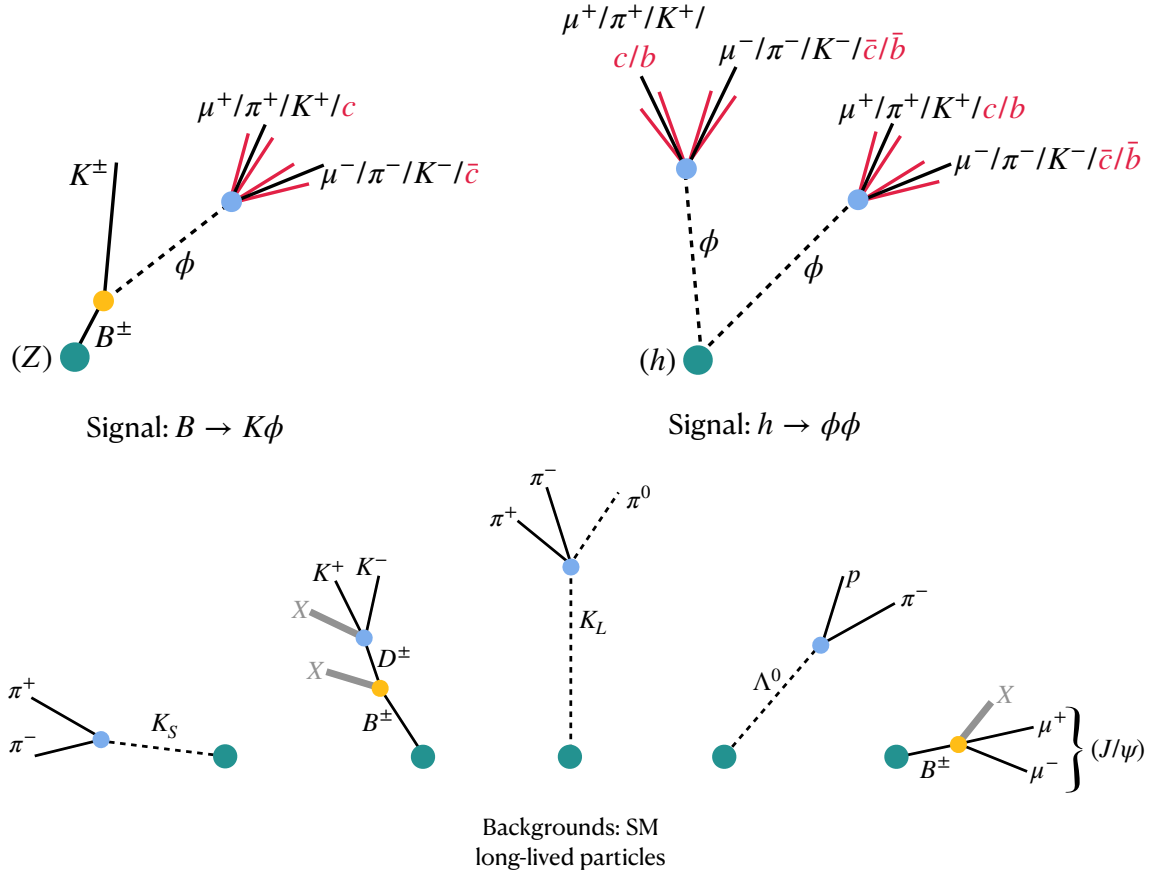 μ⁺/π⁺/K⁺/
c/b
μ⁻/π⁻/K⁻/c̄/b̄
μ⁺/π⁺/K⁺/c
μ⁺/π⁺/K⁺/c/b
K±
μ⁻/π⁻/K⁻/c̄
μ⁻/π⁻/K⁻/c̄/b̄
ϕ
ϕ
ϕ
B±
(Z)
(h)
Signal: B → Kϕ
Signal: h → ϕϕ
π⁻
π⁺
π⁰
K⁺
K⁻
X
p
π⁻
K_L
D±
X
Λ⁰
π⁺
K_S
π⁻
B±
X
μ⁺
B±
μ⁻
(J/ψ)
Backgrounds: SM
long-lived particles